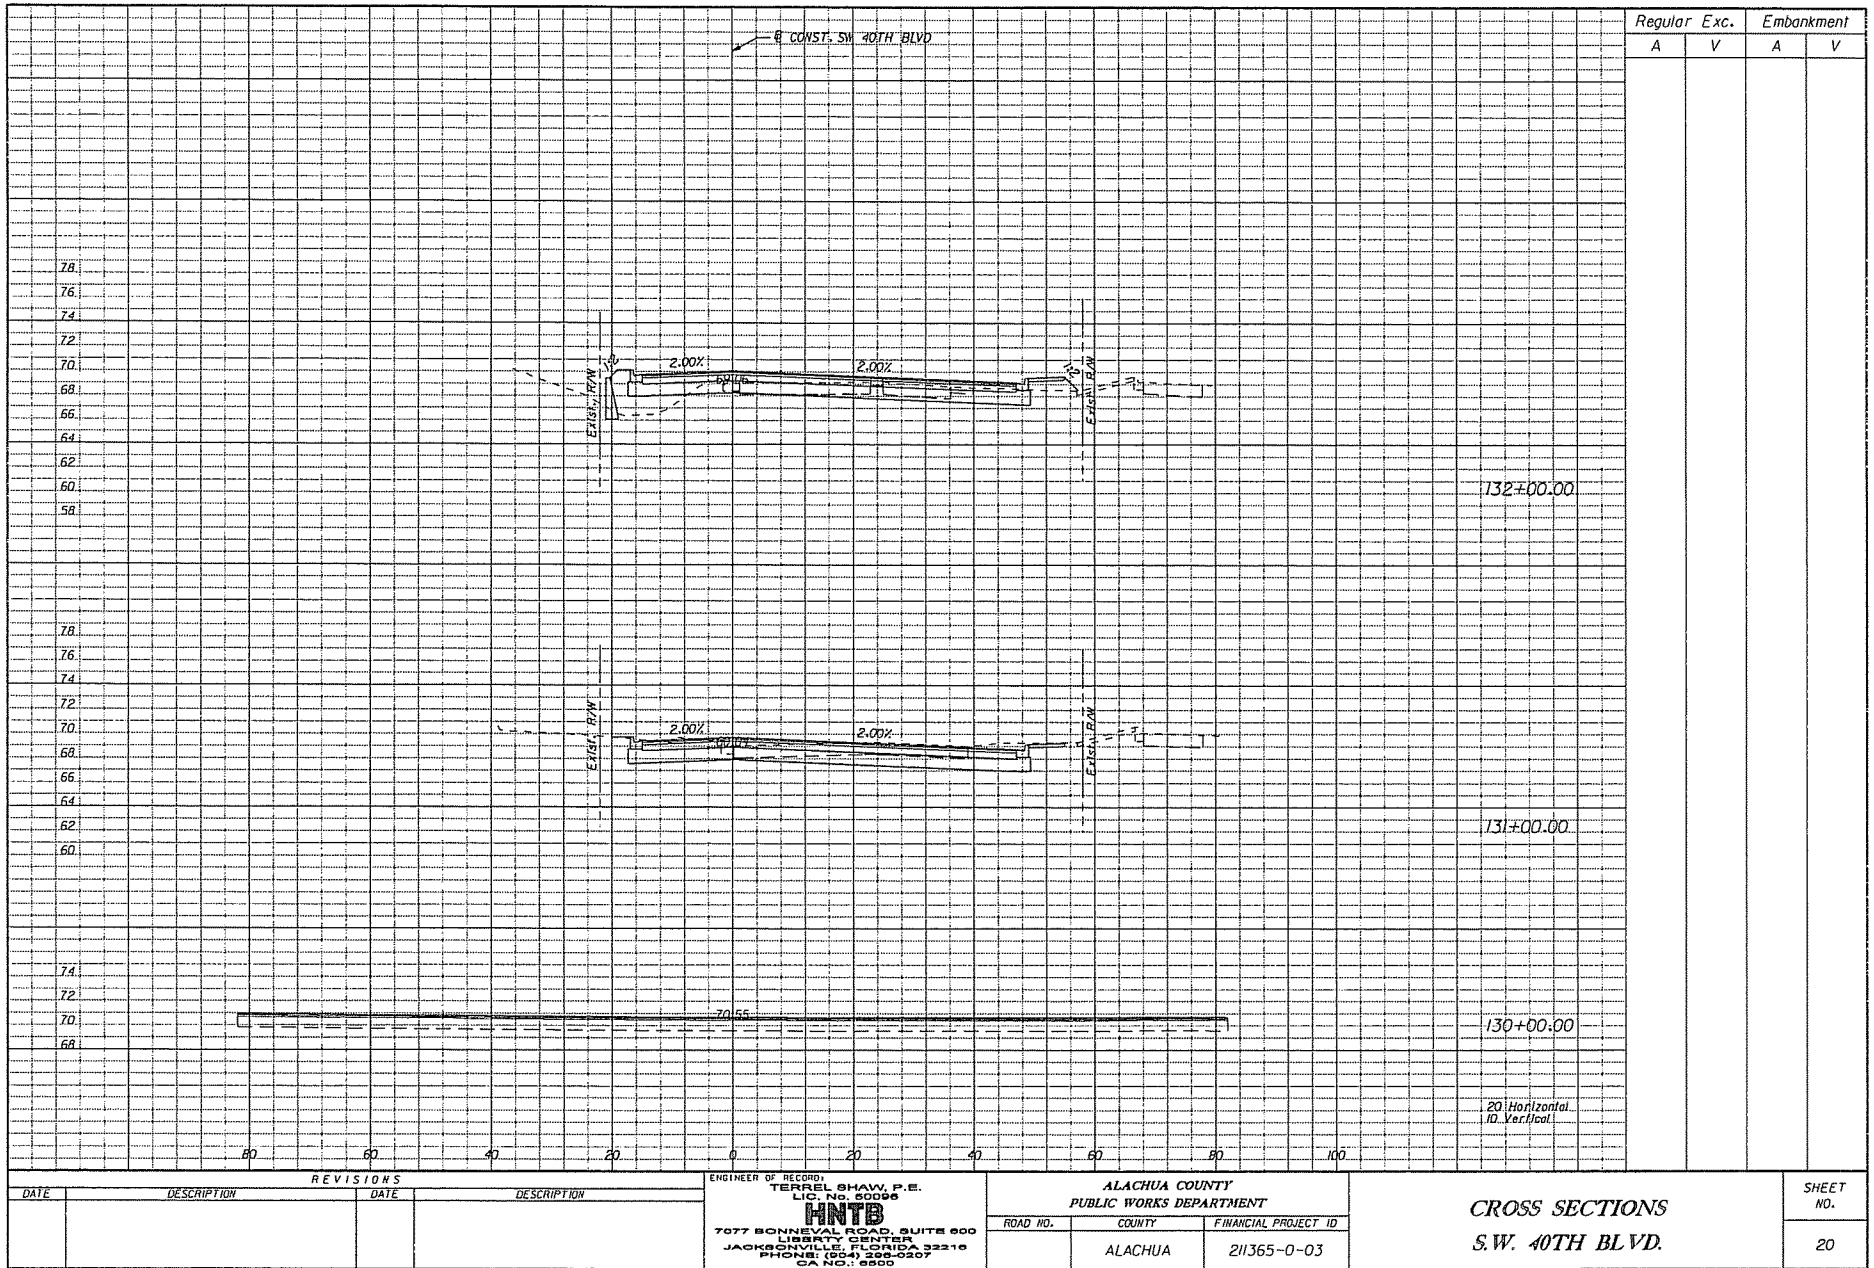 ℄ CONST. SW 40TH BLVD
Regular Exc. Embankment
A V A V
78
76
74
72
70
68
66
64
62
60
58
Exist. R/W
1:2
2.00%
2.00%
1:2
Exist. R/W
132+00.00
78
76
74
72
70
68
66
64
62
60
Exist. R/W
2.00%
2.00%
Exist. R/W
131+00.00
74
72
70
68
70.55
130+00.00
20 Horizontal
10 Vertical
80 60 40 20 0 20 40 60 80 100
REVISIONS
DATE DESCRIPTION DATE DESCRIPTION
ENGINEER OF RECORD:
TERREL SHAW, P.E.
LIC. No. 50096
HNTB
7077 BONNEVAL ROAD, SUITE 600
LIBERTY CENTER
JACKSONVILLE, FLORIDA 32216
PHONE: (904) 296-0207
CA NO.: 6500
ALACHUA COUNTY
PUBLIC WORKS DEPARTMENT
ROAD NO. COUNTY FINANCIAL PROJECT ID
ALACHUA 211365-0-03
CROSS SECTIONS
S.W. 40TH BLVD.
SHEET
NO.
20